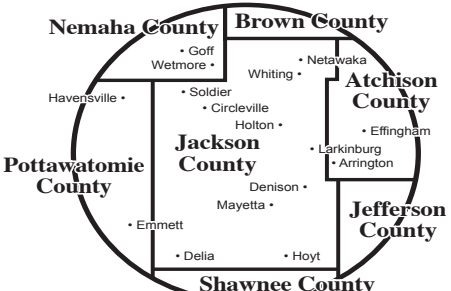 Nemaha County
Brown County
Goff
Wetmore
Netawaka
Whiting
Atchison
County
Havensville
Soldier
Circleville
Holton
Effingham
Jackson
County
Larkinburg
Arrington
Pottawatomie
County
Denison
Mayetta
Jefferson
County
Emmett
Delia
Hoyt
Shawnee County